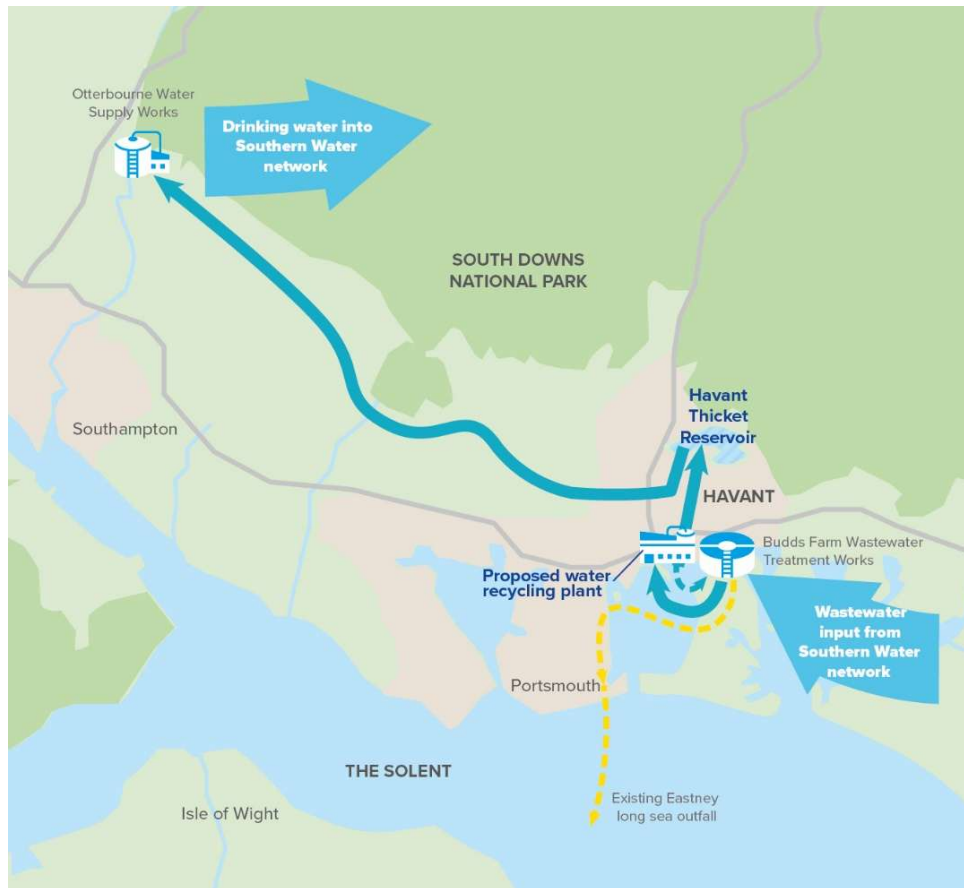 Otterbourne Water
Supply Works
Drinking water into
Southern Water
network
SOUTH DOWNS
NATIONAL PARK
Southampton
Havant
Thicket
Reservoir
HAVANT
Budds Farm Wastewater
Treatment Works
Proposed water
recycling plant
Wastewater
input from
Southern Water
network
Portsmouth
THE SOLENT
Existing Eastney
long sea outfall
Isle of Wight